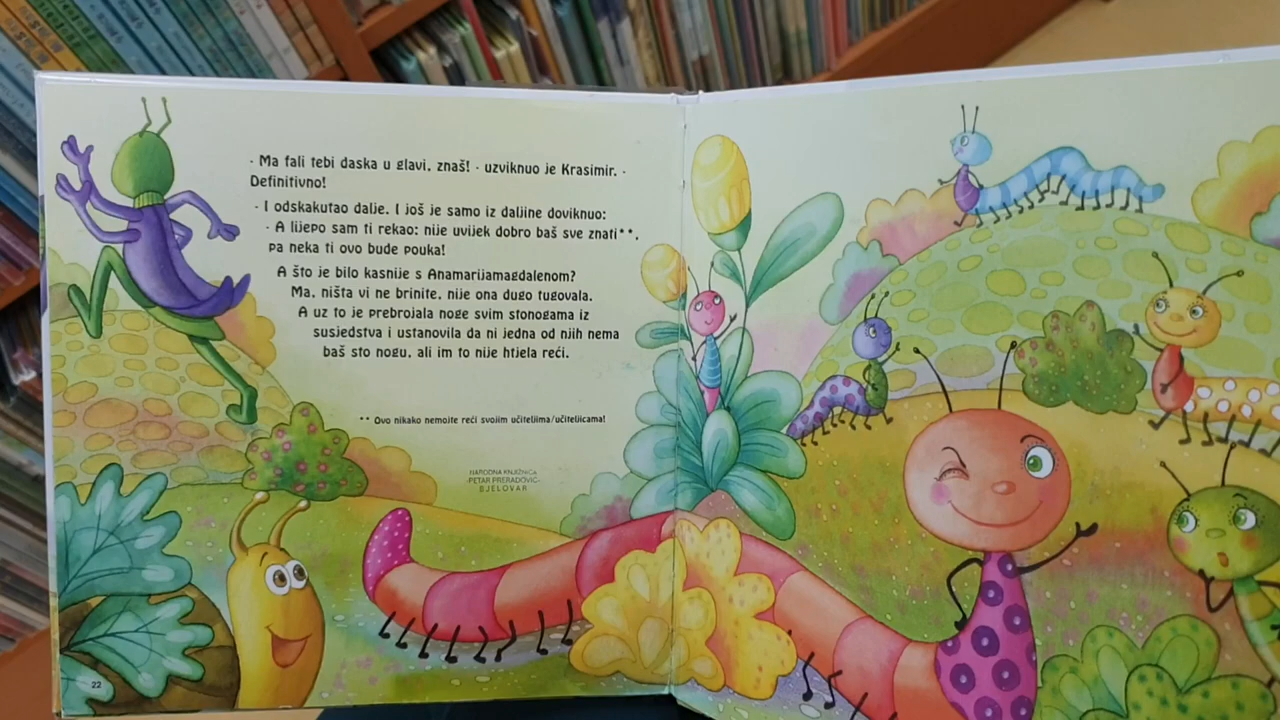 - Ma fali tebi daska u glavi, znaš! - uzviknuo je Krasimir. -
Definitivno!
- I odskakutao dalje. I još je samo iz daljine doviknuo:
- A lijepo sam ti rekao: nije uvijek dobro baš sve znati**,
pa neka ti ovo bude pouka!
A što je bilo kasnije s Anamarijamagdalenom?
Ma, ništa vi ne brinite, nije ona dugo tugovala.
A uz to je prebrojala noge svim stonogama iz
susjedstva i ustanovila da ni jedna od njih nema
baš sto nogu, ali im to nije htjela reći.
** Ovo nikako nemojte reći svojim učiteljima/učiteljicama!
NARODNA KNJIŽNICA
-PETAR PRERADOVIĆ-
BJELOVAR
22